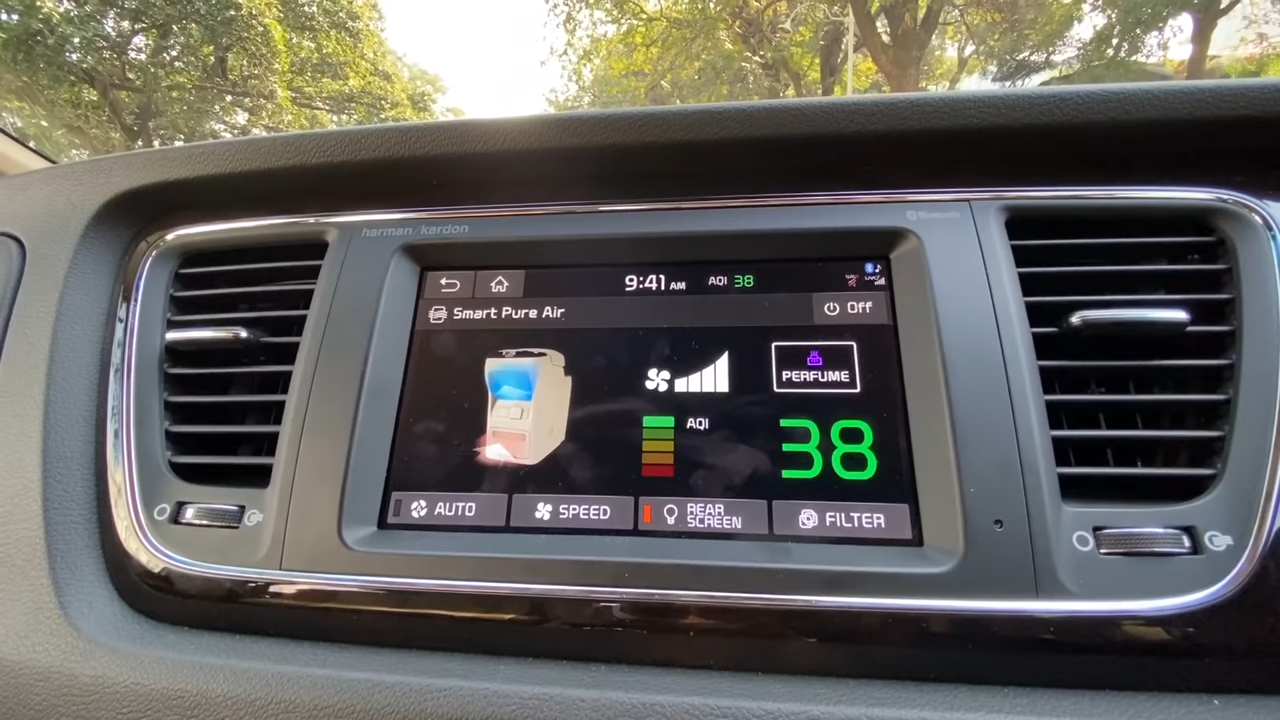 harman/kardon
Bluetooth
9:41 AM AQI 38
Smart Pure Air
Off
PERFUME
AQI
38
AUTO
SPEED
REAR
SCREEN
FILTER